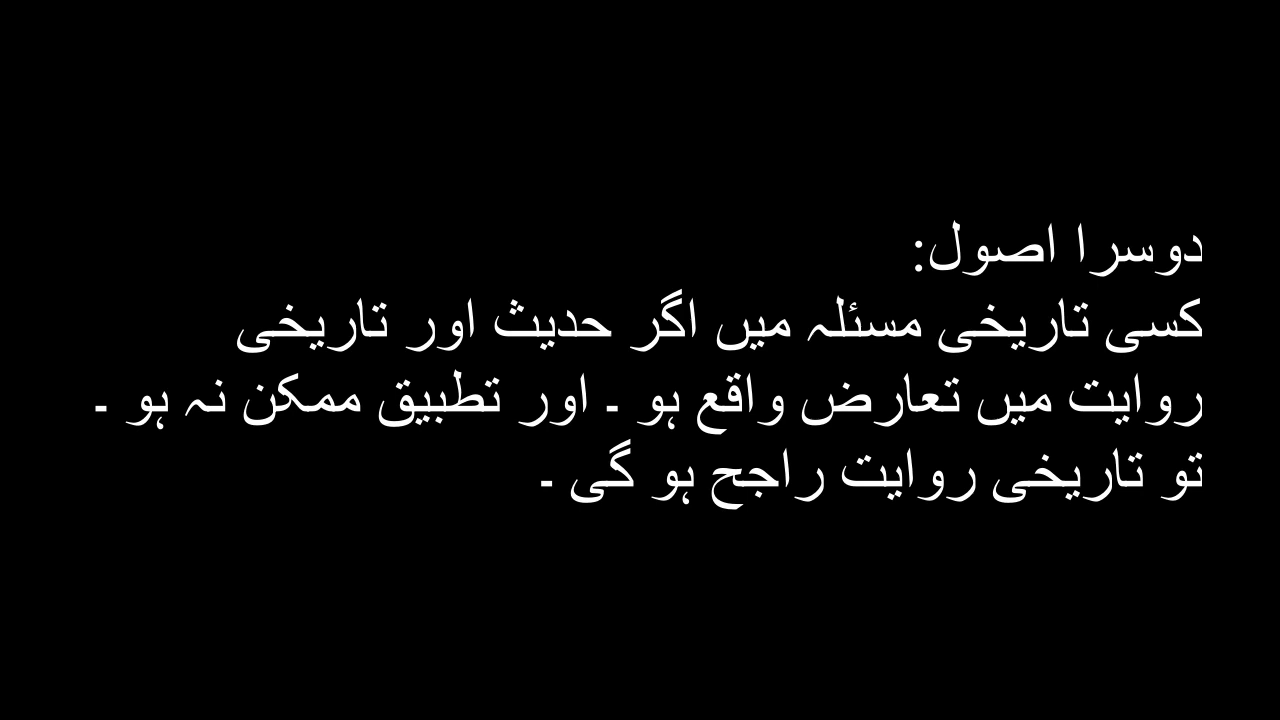 دوسرا اصول:
کسی تاریخی مسئلہ میں اگر حدیث اور تاریخی
روایت میں تعارض واقع ہو ۔ اور تطبیق ممکن نہ ہو ۔
تو تاریخی روایت راجح ہو گی ۔